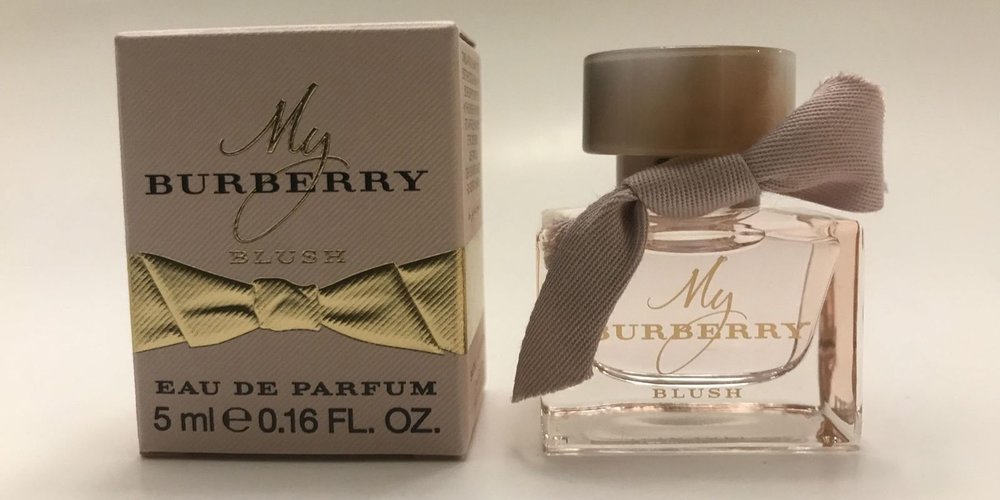 My
BURBERRY
BLUSH
EAU DE PARFUM
5 ml e 0.16 FL. OZ.
My
BURBERRY
BLUSH